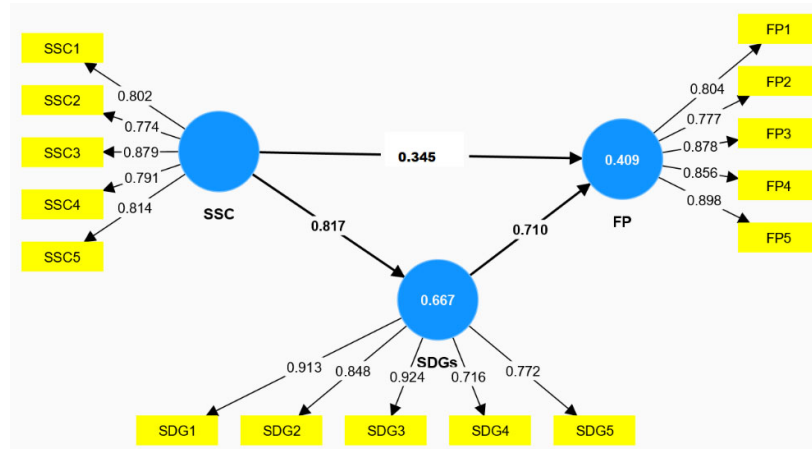 SSC1
SSC2
SSC3
SSC4
SSC5
0.802
0.774
0.879
0.791
0.814
SSC
0.345
0.817
0.710
0.409
FP
0.804
0.777
0.878
0.856
0.898
FP1
FP2
FP3
FP4
FP5
0.667
SDGs
0.913
0.848
0.924
0.716
0.772
SDG1
SDG2
SDG3
SDG4
SDG5